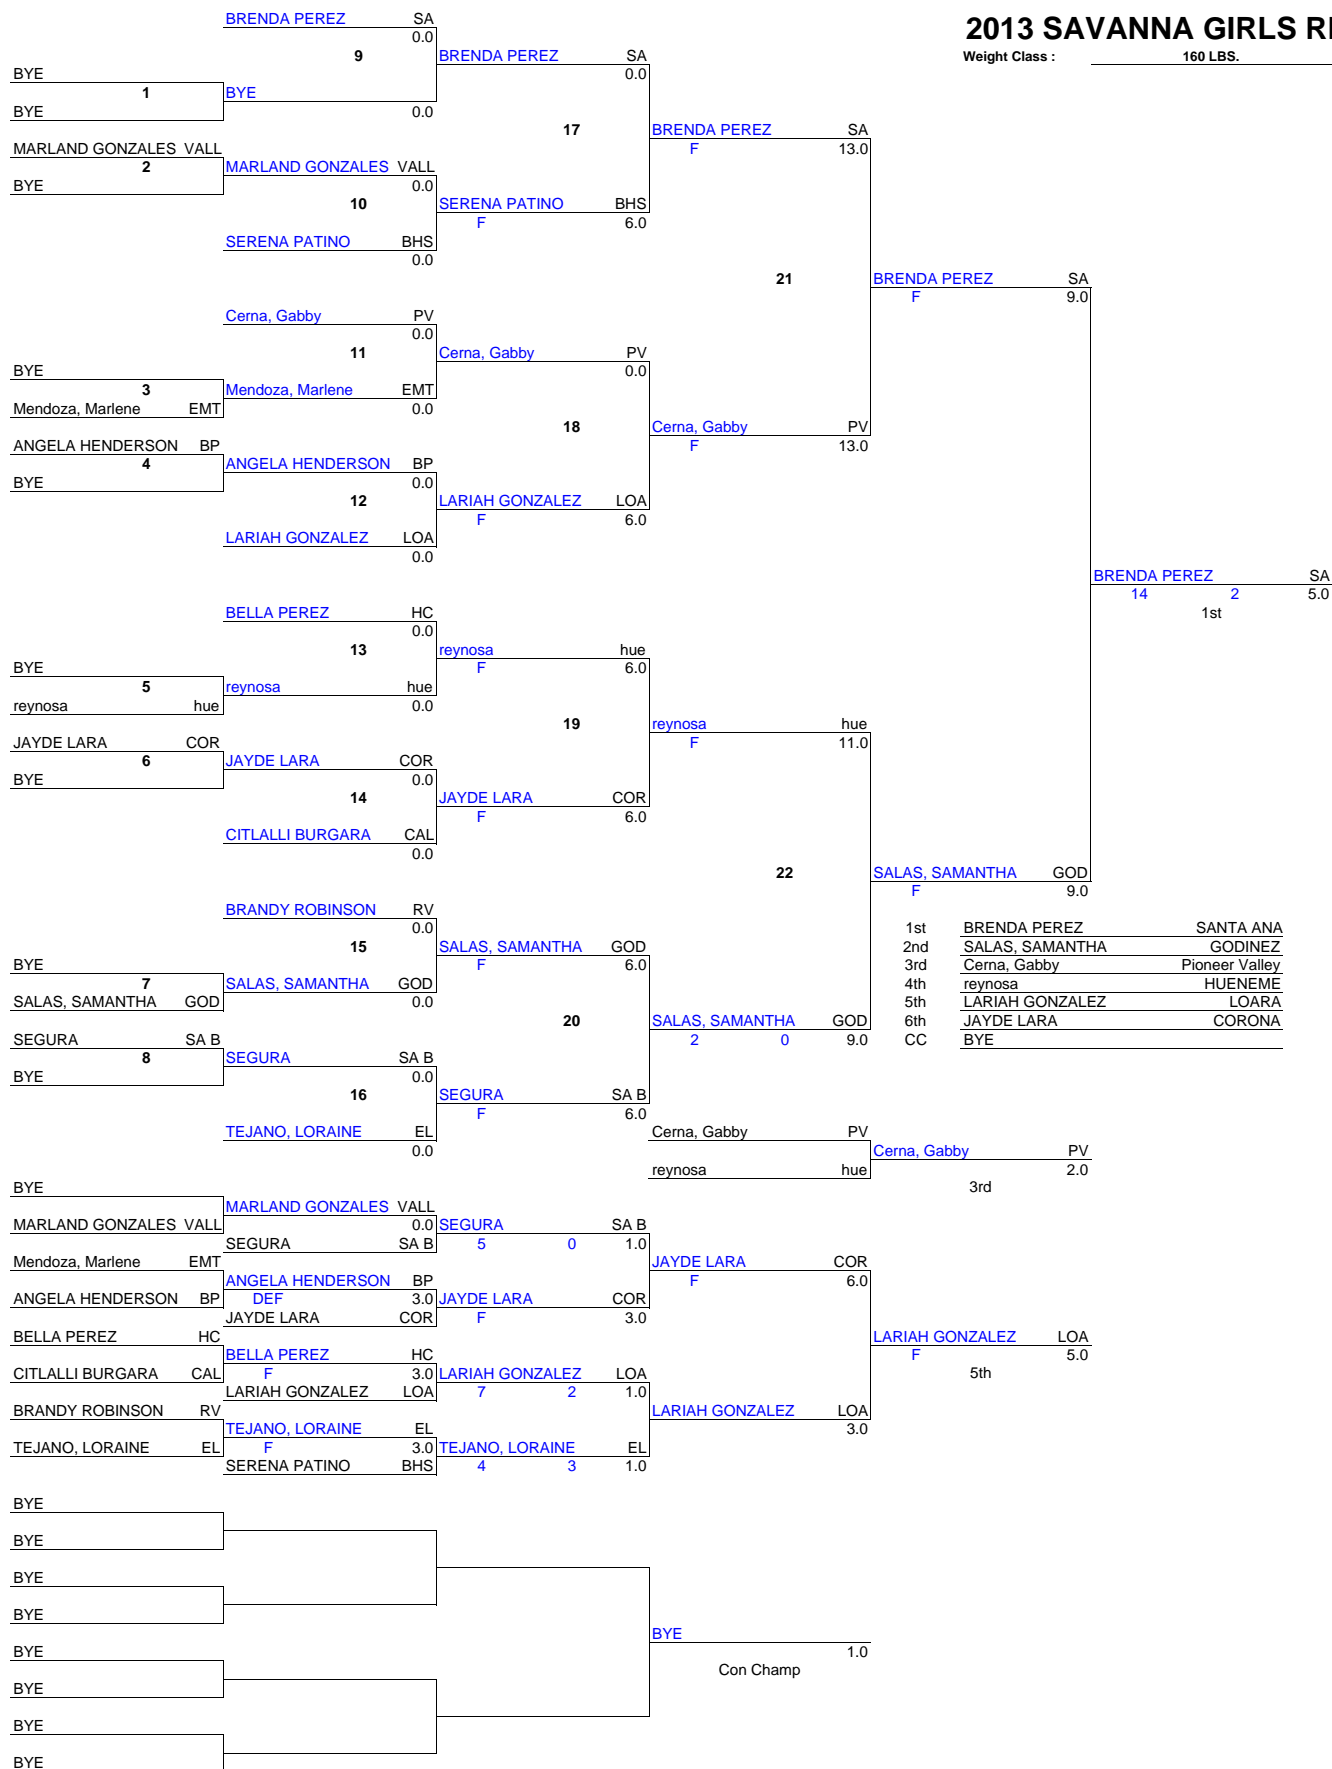 BRENDA PEREZ SA
2013 SAVANNA GIRLS RI
0.0
9 BRENDA PEREZ SA
Weight Class : 160 LBS.
BYE 0.0
1 BYE
BYE 0.0
17 BRENDA PEREZ SA
MARLAND GONZALES VALL F 13.0
2 MARLAND GONZALES VALL
BYE 0.0
10 SERENA PATINO BHS
F 6.0
SERENA PATINO BHS
0.0
21 BRENDA PEREZ SA
F 9.0
Cerna, Gabby PV
0.0
11 Cerna, Gabby PV
BYE 0.0
3 Mendoza, Marlene EMT
Mendoza, Marlene EMT 0.0
18 Cerna, Gabby PV
ANGELA HENDERSON BP F 13.0
4 ANGELA HENDERSON BP
BYE 0.0
12 LARIAH GONZALEZ LOA
F 6.0
LARIAH GONZALEZ LOA
0.0
BRENDA PEREZ SA
14 2 5.0
BELLA PEREZ HC 1st
0.0
13 reynosa hue
BYE F 6.0
5 reynosa hue
reynosa hue 0.0
19 reynosa hue
JAYDE LARA COR F 11.0
6 JAYDE LARA COR
BYE 0.0
14 JAYDE LARA COR
F 6.0
CITLALLI BURGARA CAL
0.0
22 SALAS, SAMANTHA GOD
F 9.0
BRANDY ROBINSON RV
0.0 1st BRENDA PEREZ SANTA ANA
15 SALAS, SAMANTHA GOD 2nd SALAS, SAMANTHA GODINEZ
BYE F 6.0 3rd Cerna, Gabby Pioneer Valley
7 SALAS, SAMANTHA GOD 4th reynosa HUENEME
SALAS, SAMANTHA GOD 0.0 5th LARIAH GONZALEZ LOARA
20 SALAS, SAMANTHA GOD 6th JAYDE LARA CORONA
SEGURA SA B 2 0 9.0 CC BYE
8 SEGURA SA B
BYE 0.0
16 SEGURA SA B
F 6.0
TEJANO, LORAINE EL Cerna, Gabby PV
0.0 Cerna, Gabby PV
reynosa hue 2.0
BYE 3rd
MARLAND GONZALES VALL
MARLAND GONZALES VALL 0.0 SEGURA SA B
SEGURA SA B 5 0 1.0
Mendoza, Marlene EMT JAYDE LARA COR
ANGELA HENDERSON BP F 6.0
ANGELA HENDERSON BP DEF 3.0 JAYDE LARA COR
JAYDE LARA COR F 3.0
BELLA PEREZ HC LARIAH GONZALEZ LOA
BELLA PEREZ HC F 5.0
CITLALLI BURGARA CAL F 3.0 LARIAH GONZALEZ LOA 5th
LARIAH GONZALEZ LOA 7 2 1.0
BRANDY ROBINSON RV LARIAH GONZALEZ LOA
TEJANO, LORAINE EL 3.0
TEJANO, LORAINE EL F 3.0 TEJANO, LORAINE EL
SERENA PATINO BHS 4 3 1.0
BYE
BYE
BYE
BYE
BYE
BYE 1.0
Con Champ
BYE
BYE
BYE